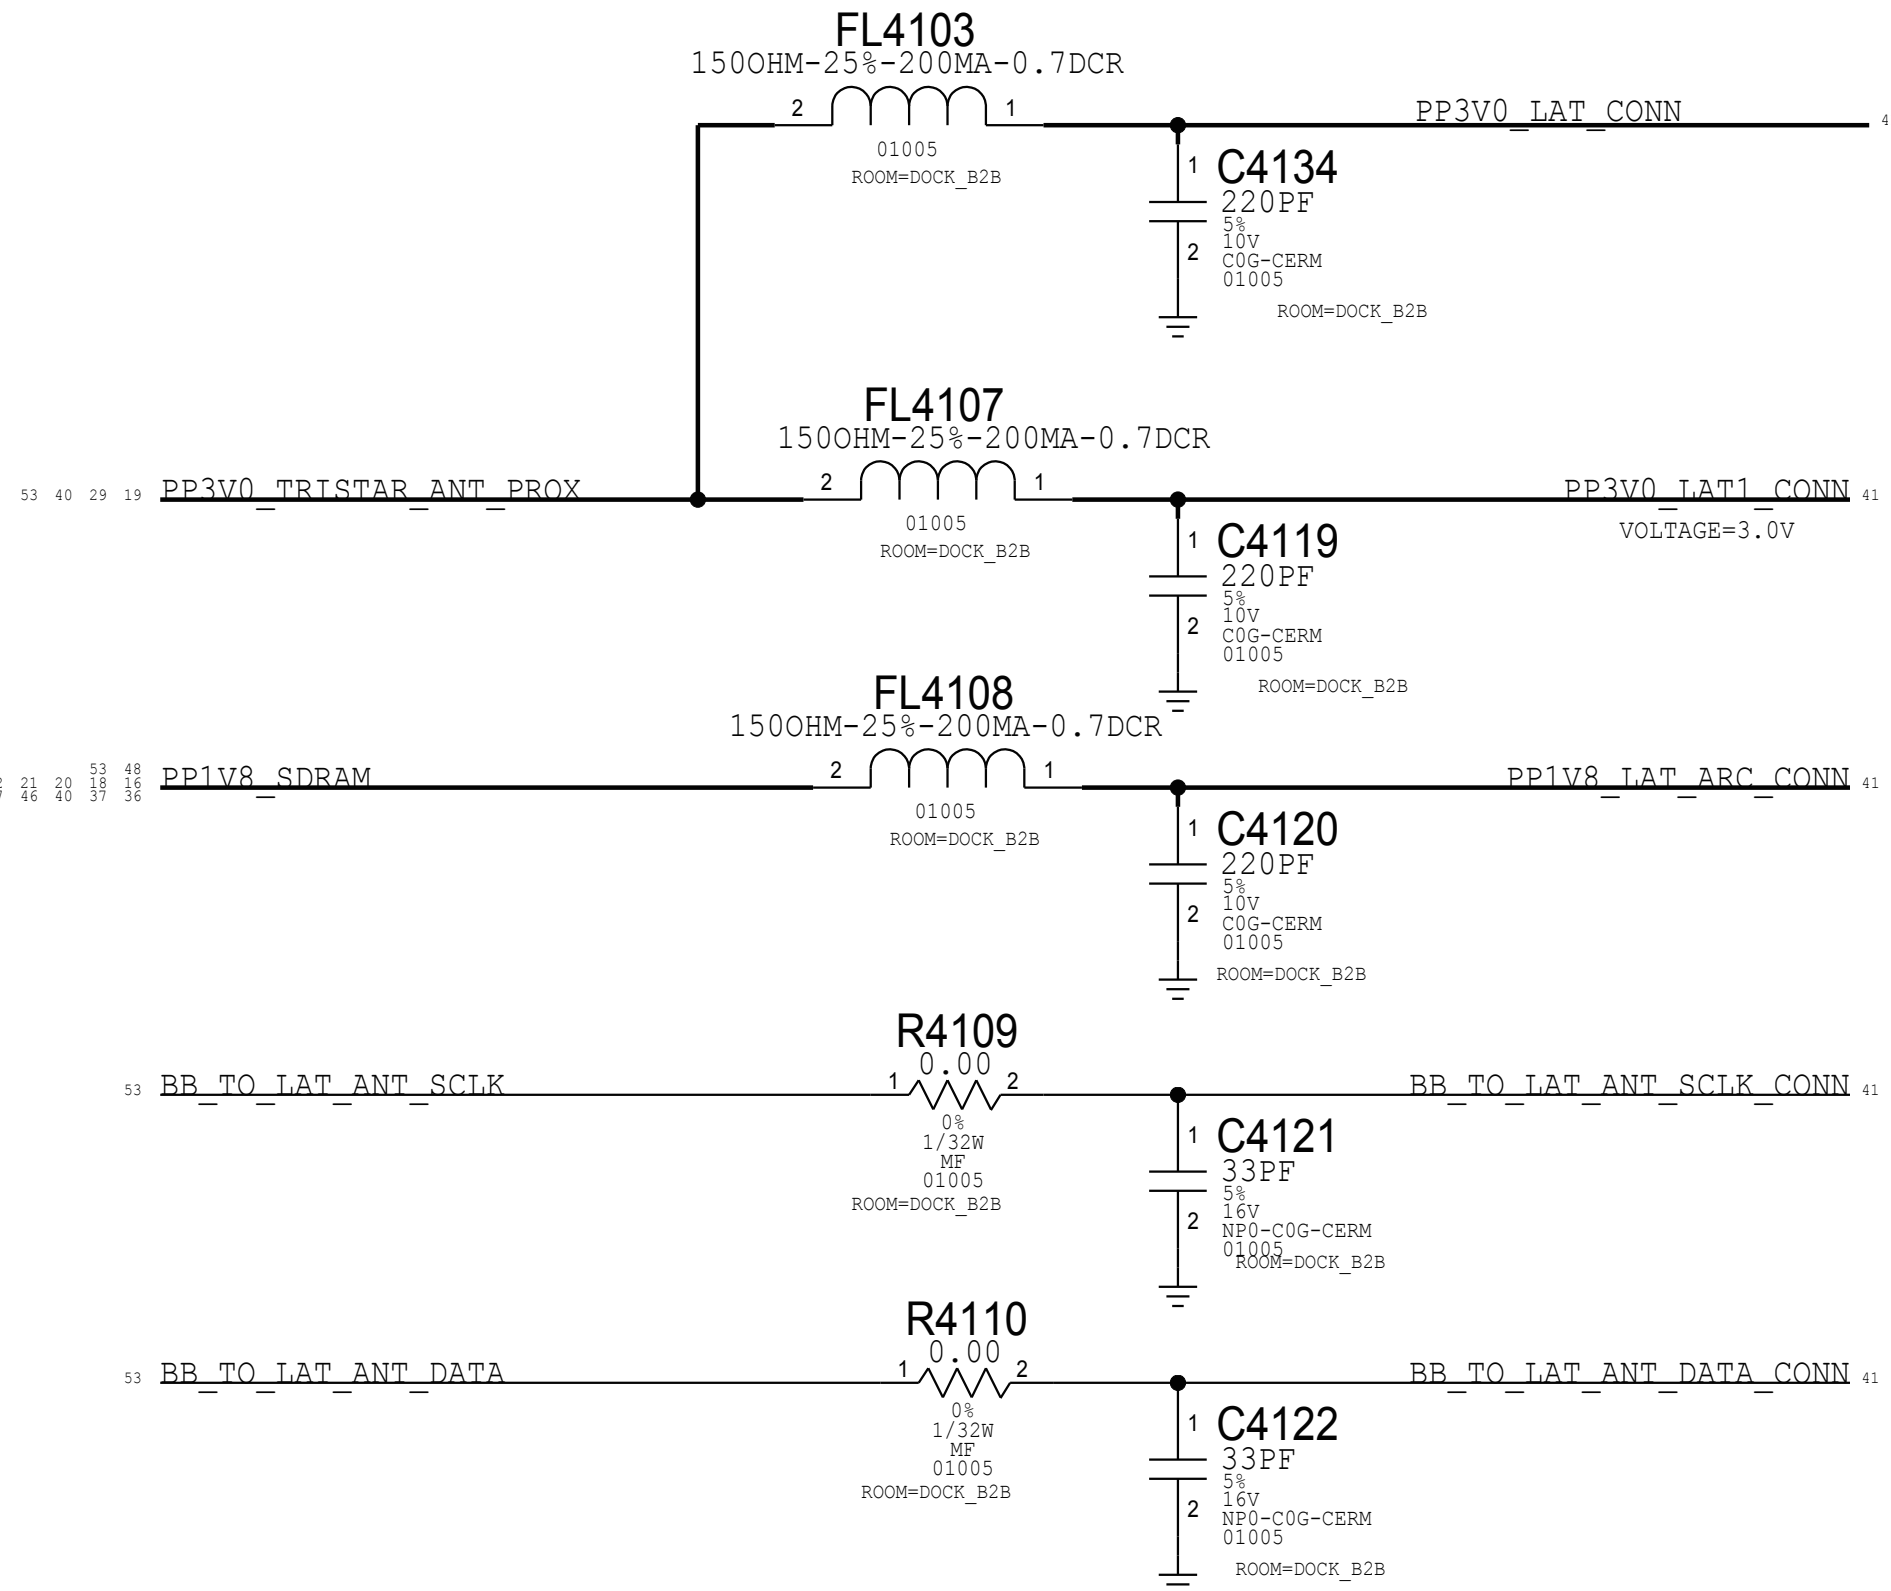 FL4103
150OHM-25%-200MA-0.7DCR
2 1
PP3V0_LAT_CONN 4
01005
ROOM=DOCK_B2B
1 C4134
220PF
5%
10V
2
C0G-CERM
01005
ROOM=DOCK_B2B
FL4107
150OHM-25%-200MA-0.7DCR
53 40 29 19 PP3V0_TRISTAR_ANT_PROX 2 1 PP3V0_LAT1_CONN 41
VOLTAGE=3.0V
01005
ROOM=DOCK_B2B
1 C4119
220PF
5%
10V
2
C0G-CERM
01005
ROOM=DOCK_B2B
FL4108
150OHM-25%-200MA-0.7DCR
53 48
21 20 18 16 PP1V8_SDRAM 2 1 PP1V8_LAT_ARC_CONN 41
46 40 37 36
01005
ROOM=DOCK_B2B
1 C4120
220PF
5%
10V
2
C0G-CERM
01005
ROOM=DOCK_B2B
R4109
0.00
53 BB_TO_LAT_ANT_SCLK 1 2 BB_TO_LAT_ANT_SCLK_CONN 41
0%
1/32W
MF
01005
ROOM=DOCK_B2B
1 C4121
33PF
5%
16V
2
NP0-C0G-CERM
01005
ROOM=DOCK_B2B
R4110
0.00
53 BB_TO_LAT_ANT_DATA 1 2 BB_TO_LAT_ANT_DATA_CONN 41
0%
1/32W
MF
01005
ROOM=DOCK_B2B
1 C4122
33PF
5%
16V
2
NP0-C0G-CERM
01005
ROOM=DOCK_B2B